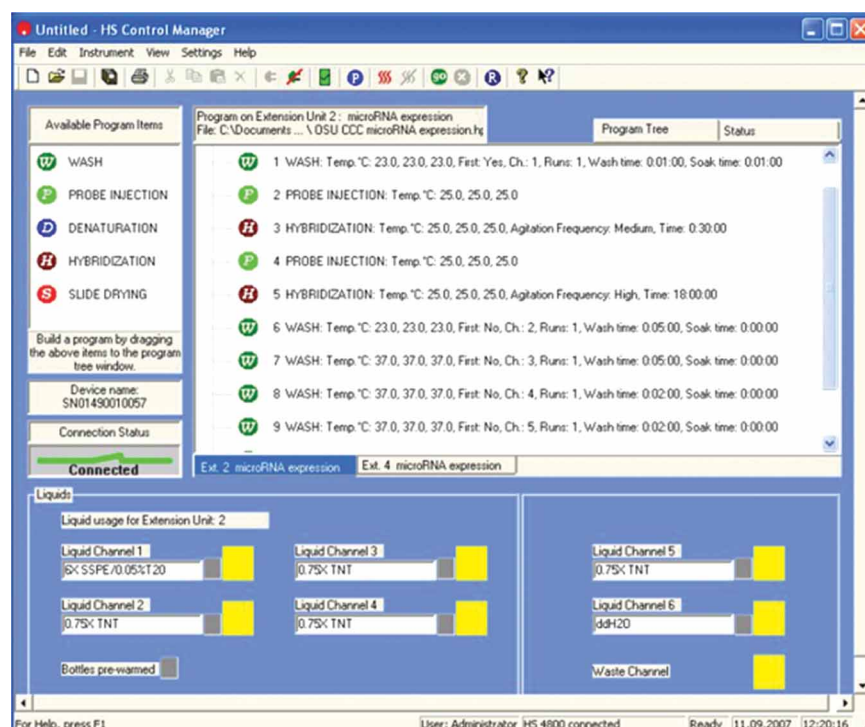 Untitled - HS Control Manager
File Edit Instrument View Settings Help
Available Program Items
W WASH
P PROBE INJECTION
D DENATURATION
H HYBRIDIZATION
S SLIDE DRYING
Build a program by dragging
the above items to the program
tree window.
Device name:
SN01490010057
Connection Status
Connected
Program on Extension Unit 2 : microRNA expression
File: C:\Documents ... \ OSU CCC microRNA expression.hp
Program Tree
Status
W 1 WASH: Temp.°C: 23.0, 23.0, 23.0, First: Yes, Ch.: 1, Runs: 1, Wash time: 0:01:00, Soak time: 0:01:00
P 2 PROBE INJECTION: Temp.°C: 25.0, 25.0, 25.0
H 3 HYBRIDIZATION: Temp.°C: 25.0, 25.0, 25.0, Agitation Frequency: Medium, Time: 0:30:00
P 4 PROBE INJECTION: Temp.°C: 25.0, 25.0, 25.0
H 5 HYBRIDIZATION: Temp.°C: 25.0, 25.0, 25.0, Agitation Frequency: High, Time: 18:00:00
W 6 WASH: Temp.°C: 23.0, 23.0, 23.0, First: No, Ch.: 2, Runs: 1, Wash time: 0:05:00, Soak time: 0:00:00
W 7 WASH: Temp.°C: 37.0, 37.0, 37.0, First: No, Ch.: 3, Runs: 1, Wash time: 0:05:00, Soak time: 0:00:00
W 8 WASH: Temp.°C: 37.0, 37.0, 37.0, First: No, Ch.: 4, Runs: 1, Wash time: 0:02:00, Soak time: 0:00:00
W 9 WASH: Temp.°C: 37.0, 37.0, 37.0, First: No, Ch.: 5, Runs: 1, Wash time: 0:02:00, Soak time: 0:00:00
Ext. 2 microRNA expression
Ext. 4 microRNA expression
Liquids
Liquid usage for Extension Unit: 2
Liquid Channel 1
6X SSPE/0.05%T20
Liquid Channel 3
0.75X TNT
Liquid Channel 5
0.75X TNT
Liquid Channel 2
0.75X TNT
Liquid Channel 4
0.75X TNT
Liquid Channel 6
ddH2O
Bottles pre-warmed
Waste Channel
For Help, press F1
User: Administrator HS 4800 connected Ready 11.09.2007 12:20:16